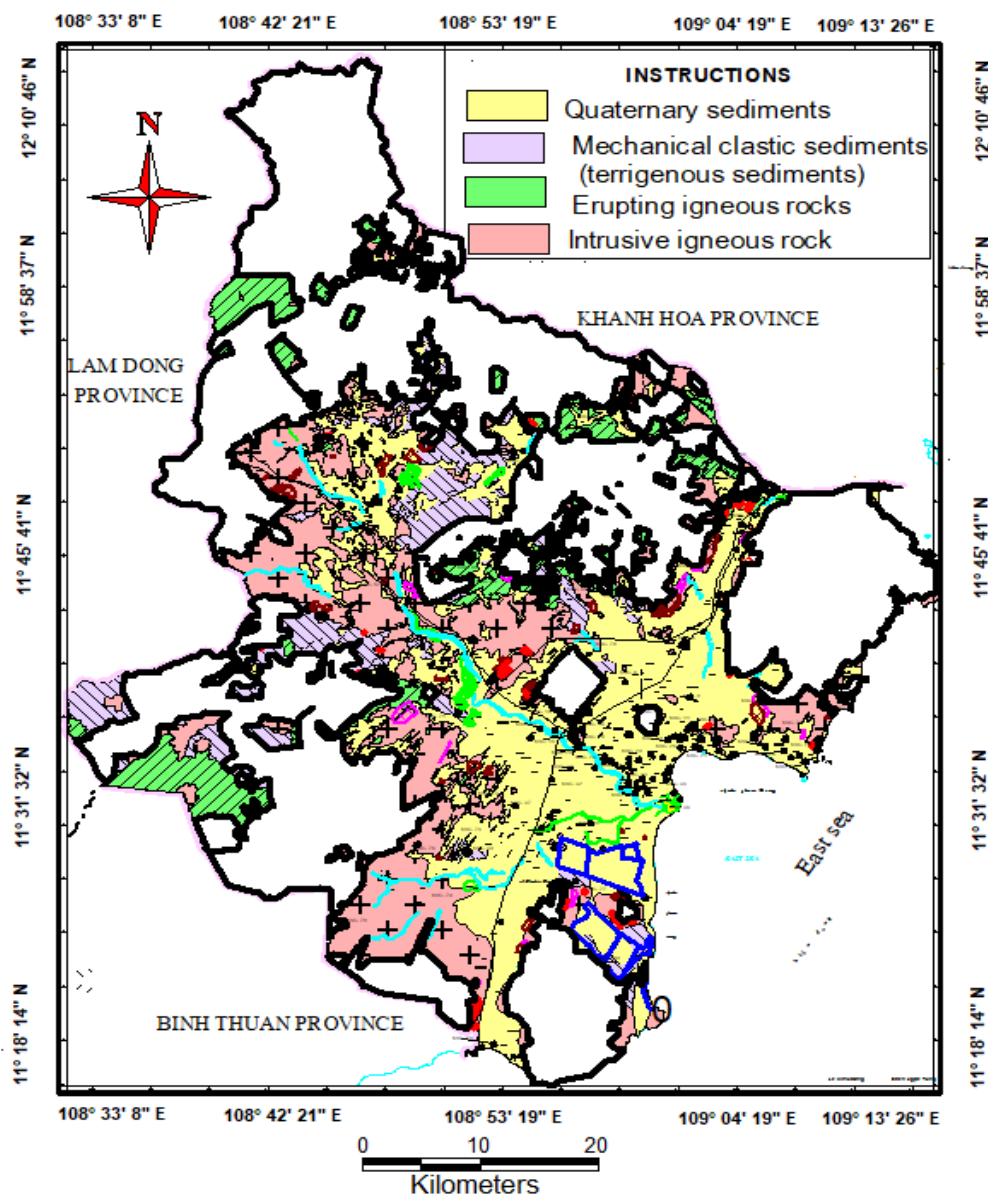 108° 33' 8" E 108° 42' 21" E 108° 53' 19" E 109° 04' 19" E 109° 13' 26" E
12° 10' 46" N
11° 58' 37" N
11° 45' 41" N
11° 31' 32" N
11° 18' 14" N
N
INSTRUCTIONS
Quaternary sediments
Mechanical clastic sediments
(terrigenous sediments)
Erupting igneous rocks
Intrusive igneous rock
KHANH HOA PROVINCE
LAM DONG
PROVINCE
East sea
EAST SEA
BINH THUAN PROVINCE
12° 10' 46" N
11° 58' 37" N
11° 45' 41" N
11° 31' 32" N
11° 18' 14" N
108° 33' 8" E 108° 42' 21" E 108° 53' 19" E 109° 04' 19" E 109° 13' 26" E
0 10 20
Kilometers